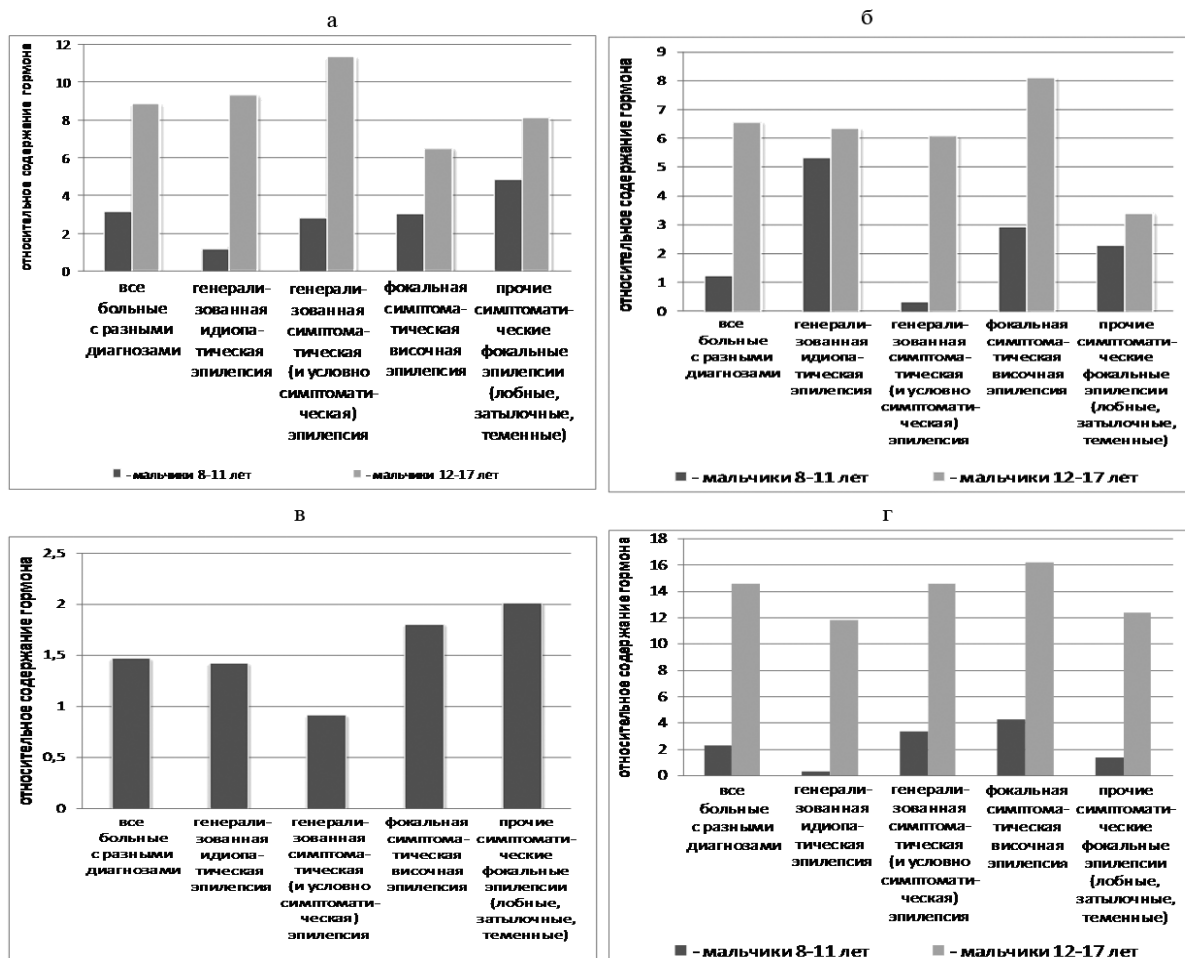 а
относительное содержание гормона
12
10
8
6
4
2
0
все
больные
с разными
диагнозами
генерали-
зованная
идиопа-
тическая
эпилепсия
генерали-
зованная
симптома-
тическая
(и условно
симптомати-
ческая)
эпилепсия
фокальная
симптома-
тическая
височная
эпилепсия
прочие
симптомати-
ческие
фокальные
эпилепсии
(лобные,
затылочные,
теменные)
- мальчики 8-11 лет
- мальчики 12-17 лет
б
относительное содержание гормона
9
8
7
6
5
4
3
2
1
0
все
больные
с разными
диагнозами
генерали-
зованная
идиопа-
тическая
эпилепсия
генерали-
зованная
симптома-
тическая
(и условно
симптомати-
ческая)
эпилепсия
фокальная
симптома-
тическая
височная
эпилепсия
прочие
симптомати-
ческие
фокальные
эпилепсии
(лобные,
затылочные,
теменные)
- мальчики 8-11 лет
- мальчики 12-17 лет
в
относительное содержание гормона
2,5
2
1,5
1
0,5
0
все
больные
с разными
диагнозами
генерали-
зованная
идиопа-
тическая
эпилепсия
генерали-
зованная
симптома-
тическая
(и условно
симптомати-
ческая)
эпилепсия
фокальная
симптома-
тическая
височная
эпилепсия
прочие
симптомати-
ческие
фокальные
эпилепсии
(лобные,
затылочные,
теменные)
г
относительное содержание гормона
18
16
14
12
10
8
6
4
2
0
все
больные
с разными
диагнозами
генерали-
зованная
идиопа-
тическая
эпилепсия
генерали-
зованная
симптома-
тическая
(и условно
симптомати-
ческая)
эпилепсия
фокальная
симптома-
тическая
височная
эпилепсия
прочие
симптомати-
ческие
фокальные
эпилепсии
(лобные,
затылочные,
теменные)
- мальчики 8-11 лет
- мальчики 12-17 лет